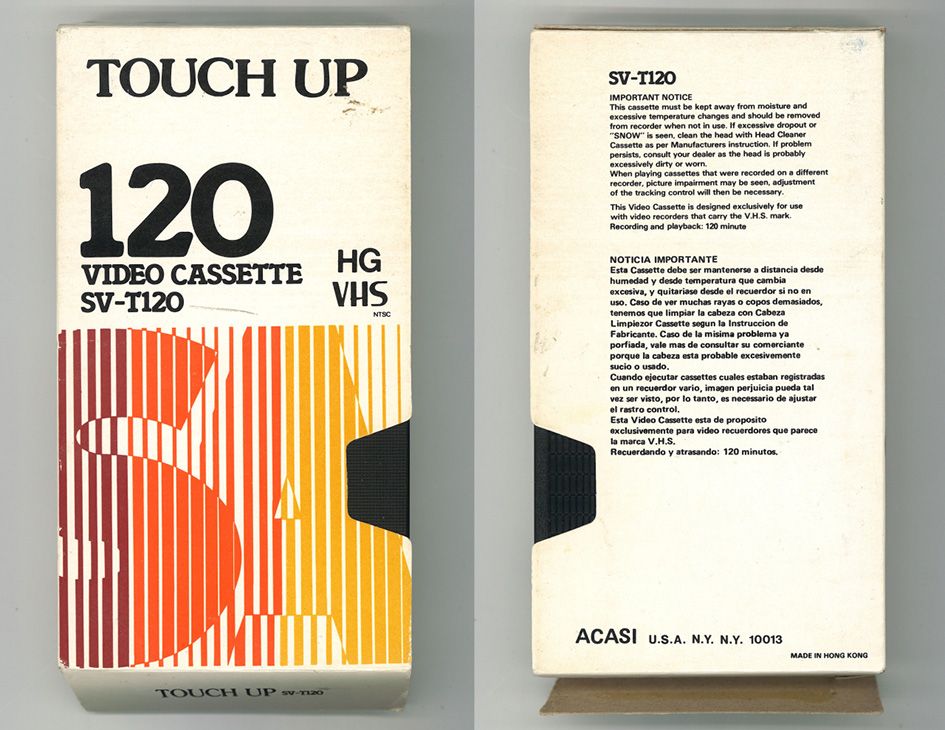 TOUCH UP
120
VIDEO CASSETTE
SV-T120
HG
VHS
NTSC
TOUCH UP SV-T120
SV-T120
IMPORTANT NOTICE
This cassette must be kept away from moisture and
excessive temperature changes and should be removed
from recorder when not in use. If excessive dropout or
"SNOW" is seen, clean the head with Head Cleaner
Cassette as per Manufacturers instruction. If problem
persists, consult your dealer as the head is probably
excessively dirty or worn.
When playing cassettes that were recorded on a different
recorder, picture impairment may be seen, adjustment
of the tracking control will then be necessary.
This Video Cassette is designed exclusively for use
with video recorders that carry the V.H.S. mark.
Recording and playback: 120 minute
NOTICIA IMPORTANTE
Esta Cassette debe ser mantenerse a distancia desde
humedad y desde temperatura que cambia
excesiva, y quitariase desde el recuerdor si no en
uso. Caso de ver muchas rayas o copos demasiados,
tenemos que limpiar la cabeza con Cabeza
Limpiezor Cassette segun la Instruccion de
Fabricante. Caso de la misima problema ya
porfiada, vale mas de consultar su comerciante
porque la cabeza esta probable excesivemente
sucio o usado.
Cuando ejecutar cassettes cuales estaban registradas
en un recuerdor vario, imagen perjuicia pueda tal
vez ser visto, por lo tanto, es necesario de ajustar
el rastro control.
Esta Video Cassette esta de proposito
exclusivemente para video recuerdores que parece
la marca V.H.S.
Recuerdando y atrasando: 120 minutos.
ACASI U.S.A. N.Y. N.Y. 10013
MADE IN HONG KONG